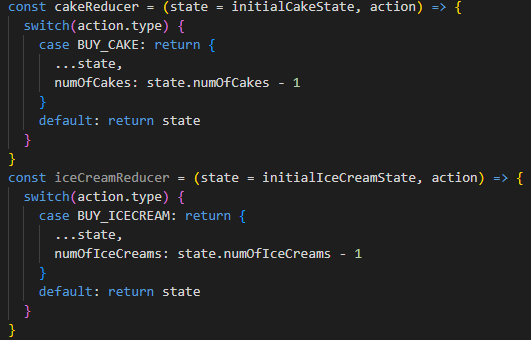 const cakeReducer = (state = initialCakeState, action) => {
  switch(action.type) {
    case BUY_CAKE: return {
      ...state,
      numOfCakes: state.numOfCakes - 1
    }
    default: return state
  }
}
const iceCreamReducer = (state = initialIceCreamState, action) => {
  switch(action.type) {
    case BUY_ICECREAM: return {
      ...state,
      numOfIceCreams: state.numOfIceCreams - 1
    }
    default: return state
  }
}